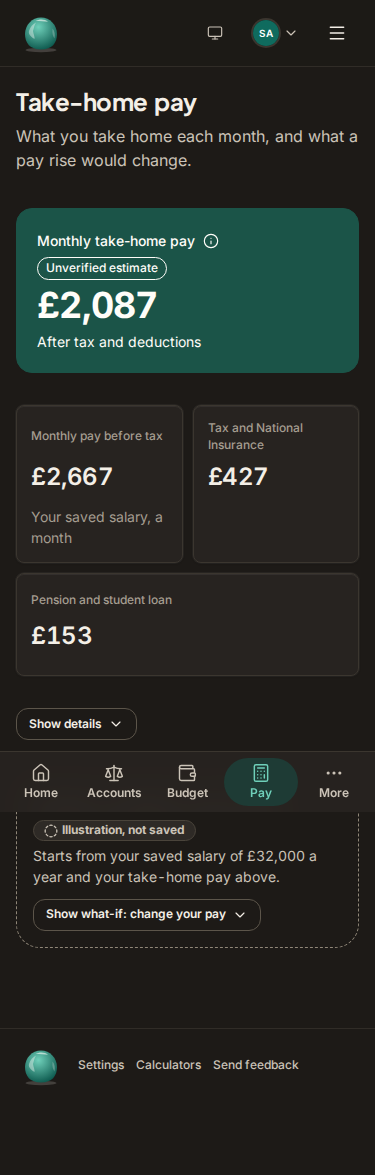 SA
Take-home pay
What you take home each month, and what a
pay rise would change.
Monthly take-home pay
Unverified estimate
£2,087
After tax and deductions
Monthly pay before tax
£2,667
Your saved salary, a
month
Tax and National
Insurance
£427
Pension and student loan
£153
Show details
Home
Accounts
Budget
Pay
More
Illustration, not saved
Starts from your saved salary of £32,000 a
year and your take-home pay above.
Show what-if: change your pay
Settings
Calculators
Send feedback